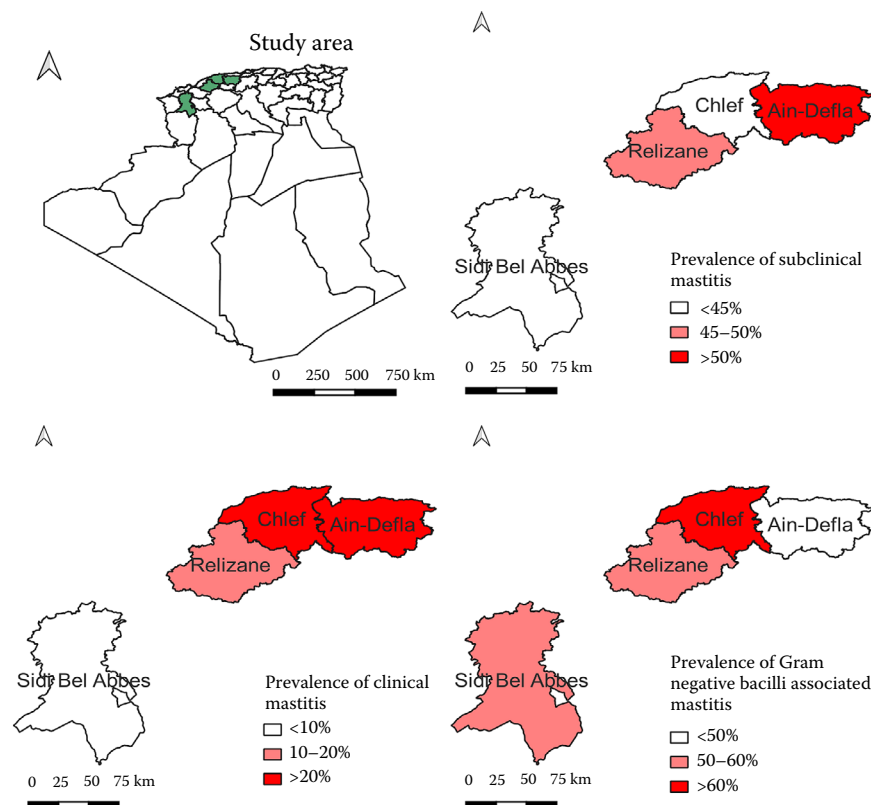 Study area
0 250 500 750 km
Chlef
Ain-Defla
Relizane
Sidi Bel Abbes
Prevalence of subclinical
mastitis
<45%
45–50%
>50%
0 25 50 75 km
Chlef
Ain-Defla
Relizane
Sidi Bel Abbes
Prevalence of clinical
mastitis
<10%
10–20%
>20%
0 25 50 75 km
Chlef
Ain-Defla
Relizane
Sidi Bel Abbes
Prevalence of Gram
negative bacilli associated
mastitis
<50%
50–60%
>60%
0 25 50 75 km